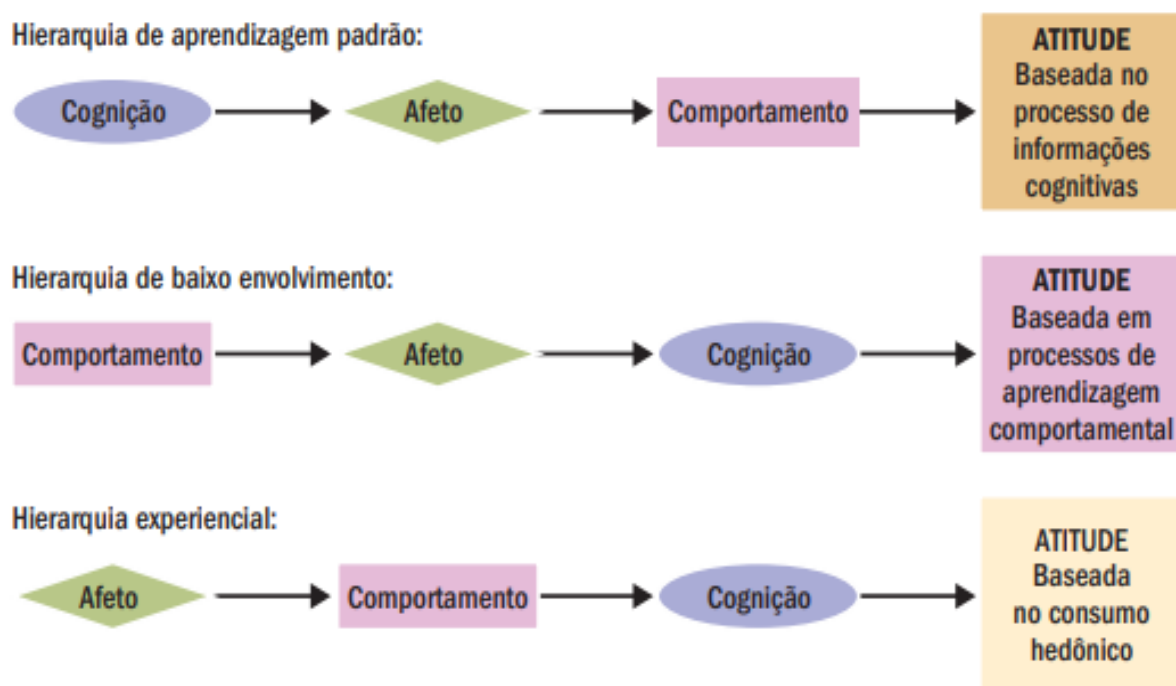 Hierarquia de aprendizagem padrão:
Cognição
Afeto
Comportamento
ATITUDE
Baseada no
processo de
informações
cognitivas
Hierarquia de baixo envolvimento:
Comportamento
Afeto
Cognição
ATITUDE
Baseada em
processos de
aprendizagem
comportamental
Hierarquia experiencial:
Afeto
Comportamento
Cognição
ATITUDE
Baseada
no consumo
hedônico